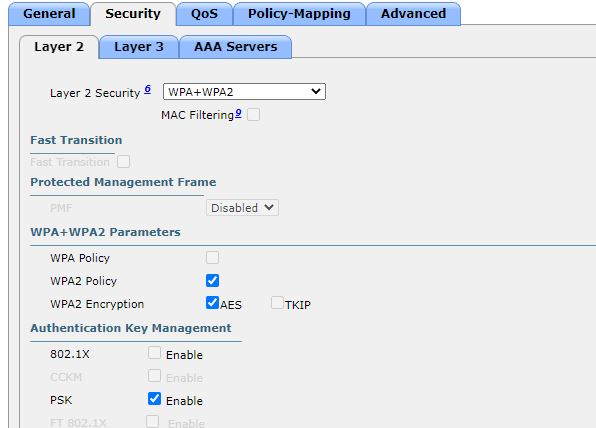 General Security QoS Policy-Mapping Advanced
Layer 2 Layer 3 AAA Servers
Layer 2 Security 6 WPA+WPA2
MAC Filtering 9
Fast Transition
Fast Transition
Protected Management Frame
PMF Disabled
WPA+WPA2 Parameters
WPA Policy
WPA2 Policy
WPA2 Encryption AES TKIP
Authentication Key Management
802.1X Enable
CCKM Enable
PSK Enable
FT 802.1X Enable